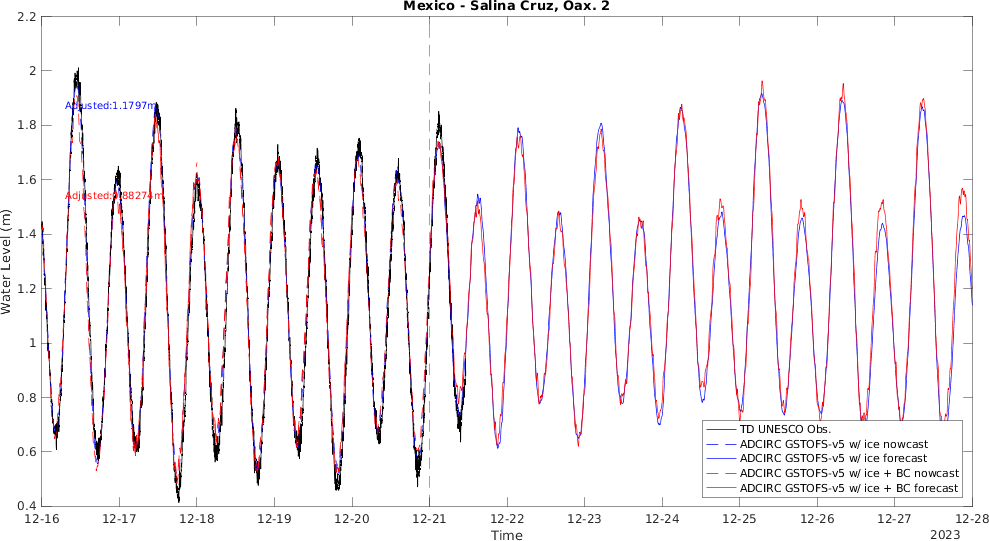 Mexico - Salina Cruz, Oax. 2
2.2
2
1.8
1.6
1.4
1.2
1
0.8
0.6
0.4
Water Level (m)
Adjusted:1.1797m
Adjusted:0.88274m
TD UNESCO Obs.
ADCIRC GSTOFS-v5 w/ ice nowcast
ADCIRC GSTOFS-v5 w/ ice forecast
ADCIRC GSTOFS-v5 w/ ice + BC nowcast
ADCIRC GSTOFS-v5 w/ ice + BC forecast
12-16 12-17 12-18 12-19 12-20 12-21 12-22 12-23 12-24 12-25 12-26 12-27 12-28
Time
2023